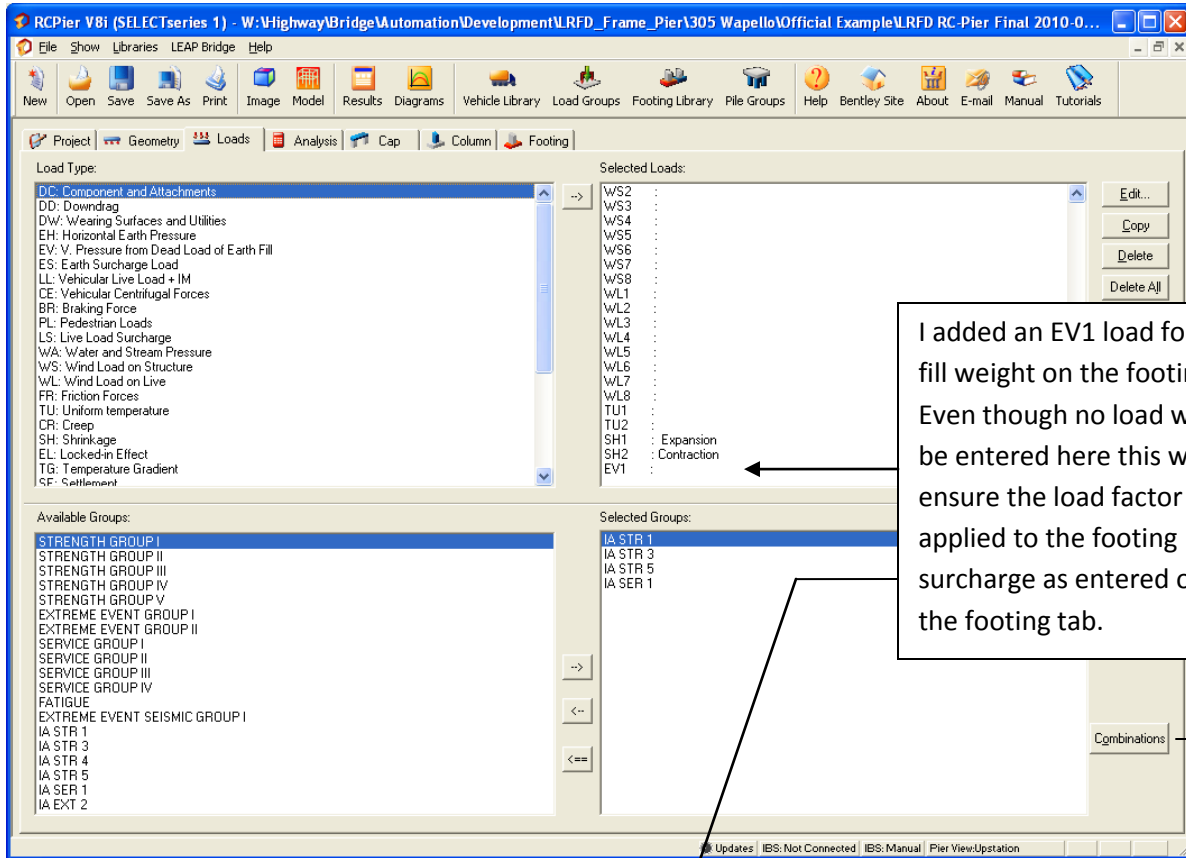 RCPier V8i (SELECTseries 1) - W:\Highway\Bridge\Automation\Development\LRFD_Frame_Pier\305 Wapello\Official Example\LRFD RC-Pier Final 2010-0...
File Show Libraries LEAP Bridge Help
New Open Save Save As Print Image Model Results Diagrams Vehicle Library Load Groups Footing Library Pile Groups Help Bentley Site About E-mail Manual Tutorials
Project Geometry Loads Analysis Cap Column Footing
Load Type:
DC: Component and Attachments
DD: Downdrag
DW: Wearing Surfaces and Utilities
EH: Horizontal Earth Pressure
EV: V. Pressure from Dead Load of Earth Fill
ES: Earth Surcharge Load
LL: Vehicular Live Load + IM
CE: Vehicular Centrifugal Forces
BR: Braking Force
PL: Pedestrian Loads
LS: Live Load Surcharge
WA: Water and Stream Pressure
WS: Wind Load on Structure
WL: Wind Load on Live
FR: Friction Forces
TU: Uniform temperature
CR: Creep
SH: Shrinkage
EL: Locked-in Effect
TG: Temperature Gradient
SE: Settlement
-->
Selected Loads:
WS2 :
WS3 :
WS4 :
WS5 :
WS6 :
WS7 :
WS8 :
WL1 :
WL2 :
WL3 :
WL4 :
WL5 :
WL6 :
WL7 :
WL8 :
TU1 :
TU2 :
SH1 : Expansion
SH2 : Contraction
EV1 :
Edit...
Copy
Delete
Delete All
I added an EV1 load fo
fill weight on the footi
Even though no load w
be entered here this w
ensure the load factor
applied to the footing
surcharge as entered o
the footing tab.
Available Groups:
STRENGTH GROUP I
STRENGTH GROUP II
STRENGTH GROUP III
STRENGTH GROUP IV
STRENGTH GROUP V
EXTREME EVENT GROUP I
EXTREME EVENT GROUP II
SERVICE GROUP I
SERVICE GROUP II
SERVICE GROUP III
SERVICE GROUP IV
FATIGUE
EXTREME EVENT SEISMIC GROUP I
IA STR 1
IA STR 3
IA STR 4
IA STR 5
IA SER 1
IA EXT 2
-->
<--
<==
Selected Groups:
IA STR 1
IA STR 3
IA STR 5
IA SER 1
Combinations
Updates IBS: Not Connected IBS: Manual Pier View:Upstation